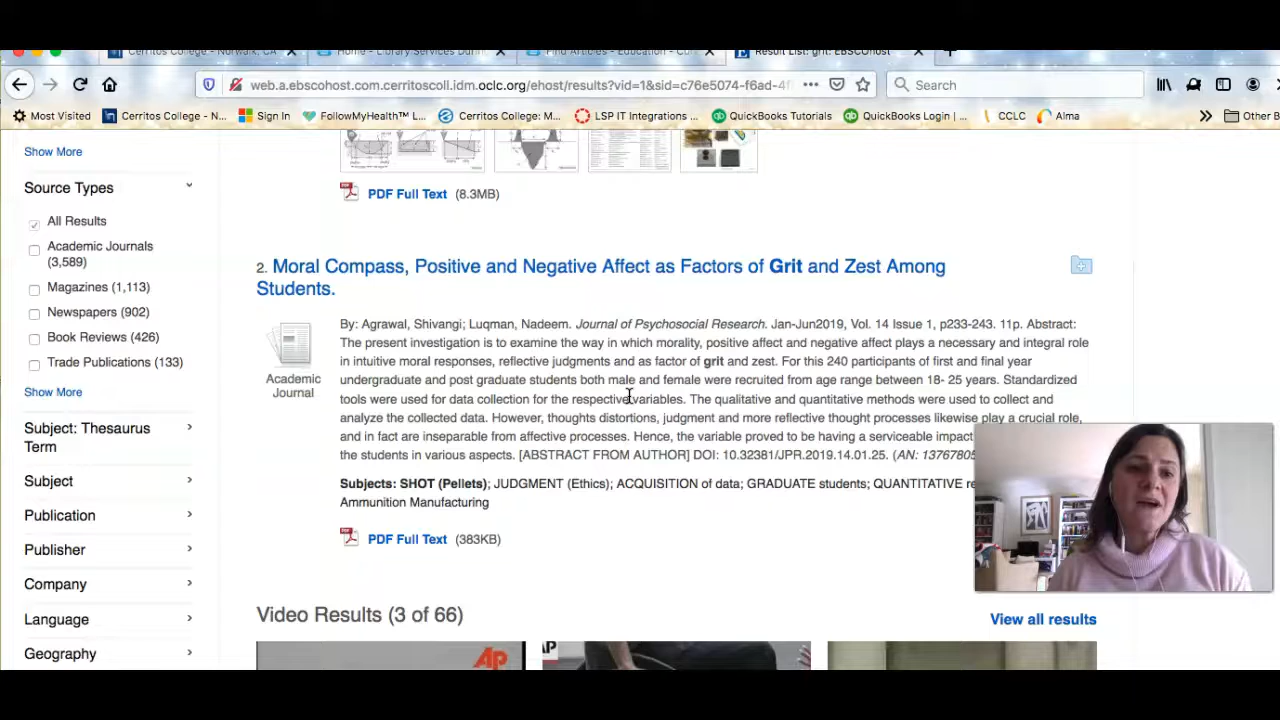 Cerritos College - Norwalk, CA
Home - Library Services Durin
Find Articles - Education - Co
Result List: grit: EBSCOhost
web.a.ebscohost.com.cerritoscoll.idm.oclc.org/ehost/results?vid=1&sid=c76e5074-f6ad-4f
Search
Most Visited
Cerritos College - N...
Sign In
FollowMyHealth™ L...
Cerritos College: M...
LSP IT Integrations ...
QuickBooks Tutorials
QuickBooks Login | ...
CCLC
Alma
Other B
Show More
Source Types
All Results
Academic Journals
(3,589)
Magazines (1,113)
Newspapers (902)
Book Reviews (426)
Trade Publications (133)
Show More
Subject: Thesaurus
Term
Subject
Publication
Publisher
Company
Language
Geography
PDF Full Text (8.3MB)
2. Moral Compass, Positive and Negative Affect as Factors of Grit and Zest Among
Students.
Academic
Journal
By: Agrawal, Shivangi; Luqman, Nadeem. Journal of Psychosocial Research. Jan-Jun2019, Vol. 14 Issue 1, p233-243. 11p. Abstract:
The present investigation is to examine the way in which morality, positive affect and negative affect plays a necessary and integral role
in intuitive moral responses, reflective judgments and as factor of grit and zest. For this 240 participants of first and final year
undergraduate and post graduate students both male and female were recruited from age range between 18- 25 years. Standardized
tools were used for data collection for the respective variables. The qualitative and quantitative methods were used to collect and
analyze the collected data. However, thoughts distortions, judgment and more reflective thought processes likewise play a crucial role,
and in fact are inseparable from affective processes. Hence, the variable proved to be having a serviceable impact
the students in various aspects. [ABSTRACT FROM AUTHOR] DOI: 10.32381/JPR.2019.14.01.25. (AN: 13767805
Subjects: SHOT (Pellets); JUDGMENT (Ethics); ACQUISITION of data; GRADUATE students; QUANTITATIVE re
Ammunition Manufacturing
PDF Full Text (383KB)
Video Results (3 of 66)
View all results
AP
AP